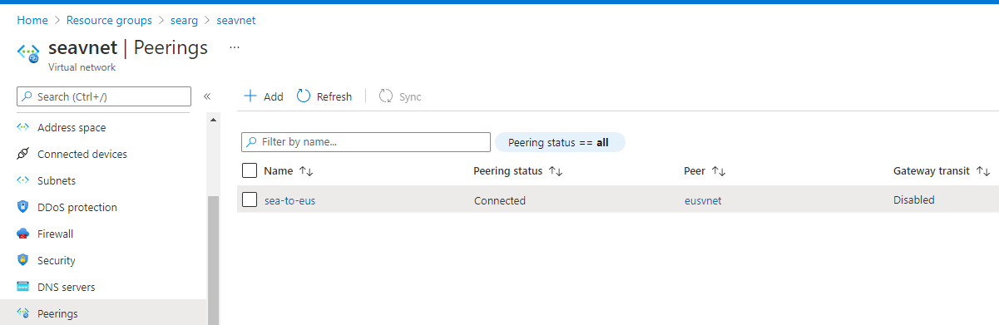 Home > Resource groups > searg > seavnet
seavnet | Peerings ...
Virtual network
Search (Ctrl+/) «
Address space
Connected devices
Subnets
DDoS protection
Firewall
Security
DNS servers
Peerings
+ Add Refresh Sync
Filter by name... Peering status == all
Name ↑↓ Peering status ↑↓ Peer ↑↓ Gateway transit ↑↓
sea-to-eus Connected eusvnet Disabled